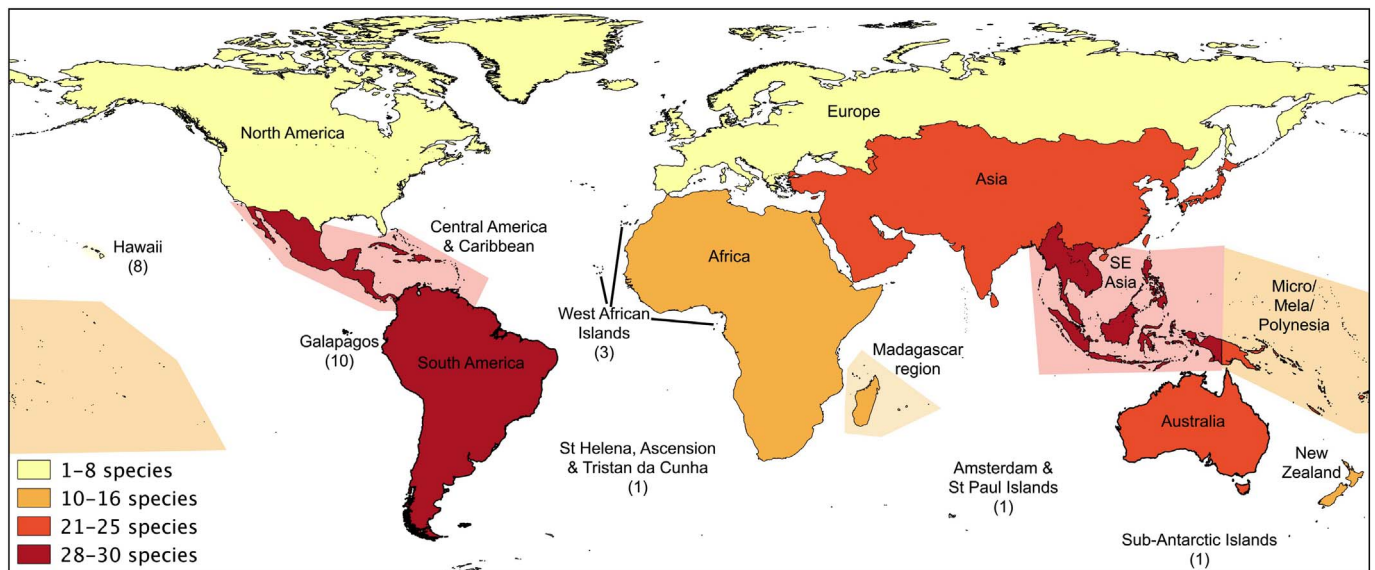 North America
Europe
Asia
Central America
& Caribbean
Hawaii
(8)
Africa
SE
Asia
Micro/
Mela/
Polynesia
West African
Islands
(3)
Galapagos
(10)
South America
Madagascar
region
Australia
St Helena, Ascension
& Tristan da Cunha
(1)
Amsterdam &
St Paul Islands
(1)
New
Zealand
Sub-Antarctic Islands
(1)
1–8 species
10–16 species
21–25 species
28–30 species